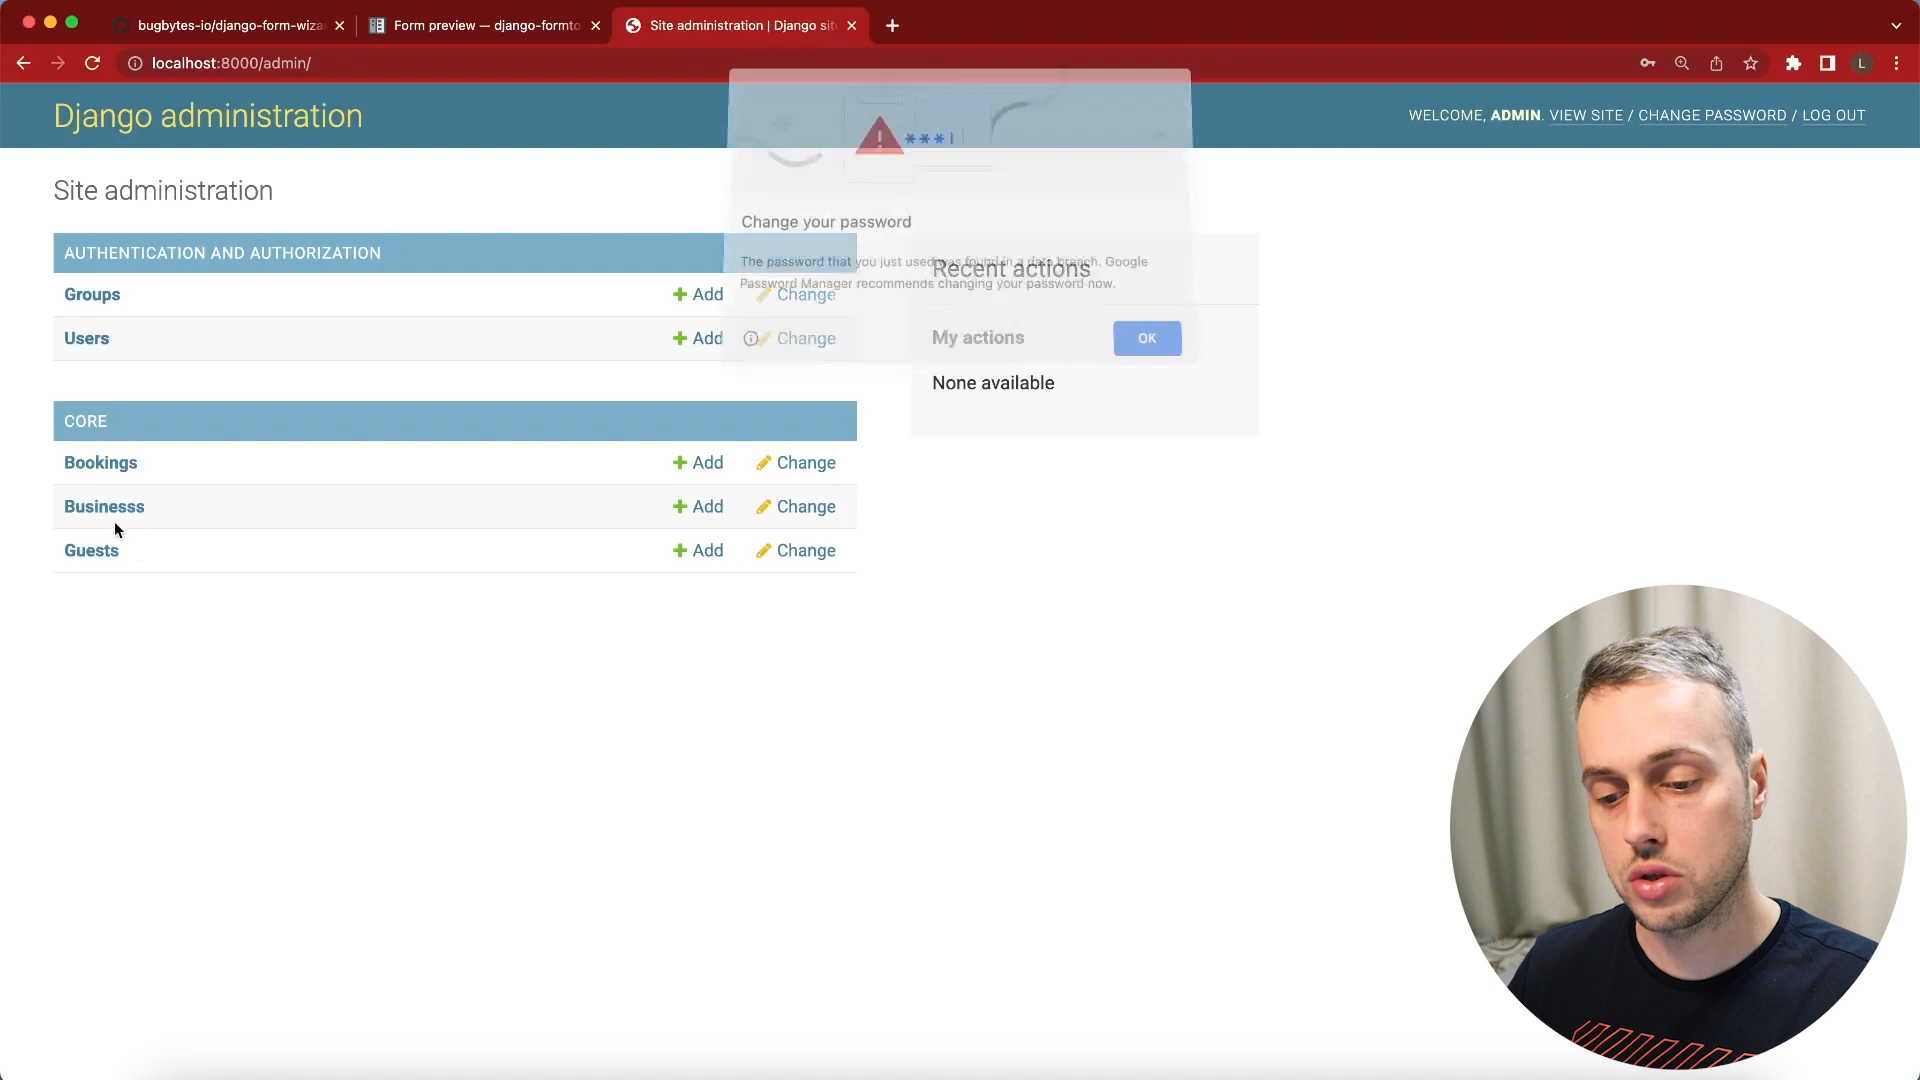 bugbytes-io/django-form-wiza
Form preview — django-formto
Site administration | Django sit
localhost:8000/admin/
L
Django administration
WELCOME, ADMIN. VIEW SITE / CHANGE PASSWORD / LOG OUT
***
Site administration
Change your password
AUTHENTICATION AND AUTHORIZATION
The password that you just used was found in a data breach. Google
Password Manager recommends changing your password now.
Recent actions
Groups Add Change
Users Add Change
My actions
OK
None available
CORE
Bookings Add Change
Businesss Add Change
Guests Add Change